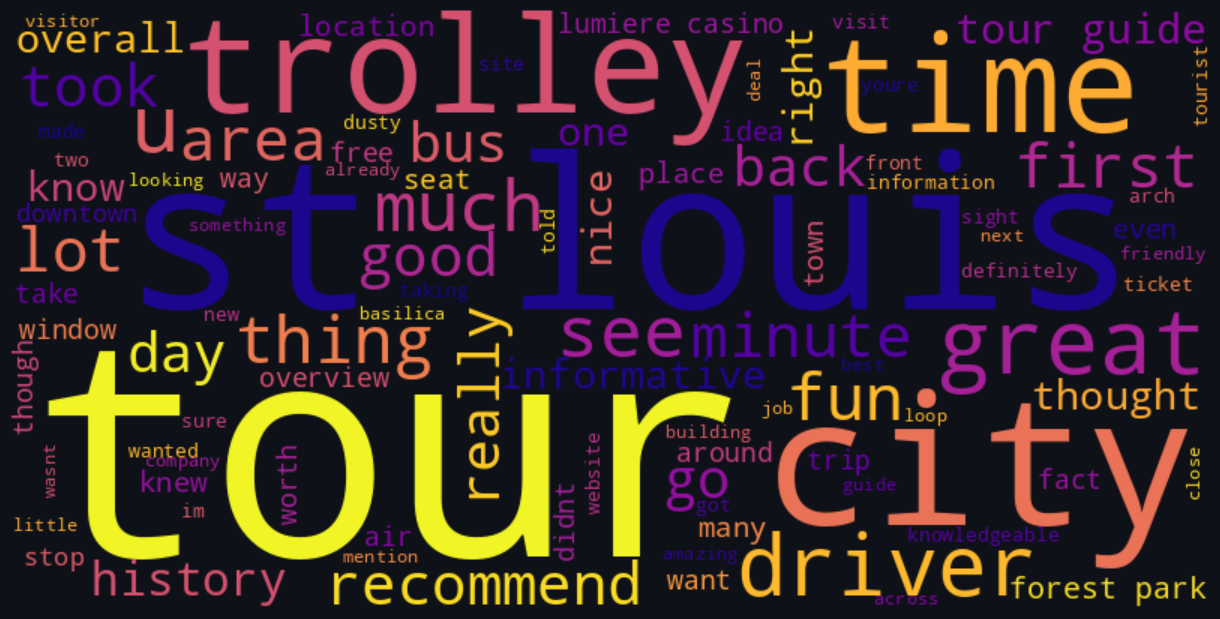 visitor
overall
location
trolley
lumiere casino
visit
tour guide
took
site
deal
right
time
youre
tourist
made
u
area
dusty
bus
one
idea
two
free
already
know
looking
way
seat
much
place
back
front
information
first
arch
downtown
something
st louis
told
nice
town
sight
next
even
friendly
definitely
ticket
lot
good
take
taking
new
basilica
window
day
thing
really
see
minute
great
though
overview
informative
best
fun
job
loop
thought
tour
sure
wanted
company
knew
im
worth
wasnt
website
building
around
go
got
city
trip
guide
fact
close
little
air
mention
didnt
many
amazing
knowledgeable
stop
history
recommend
want
driver
across
forest park